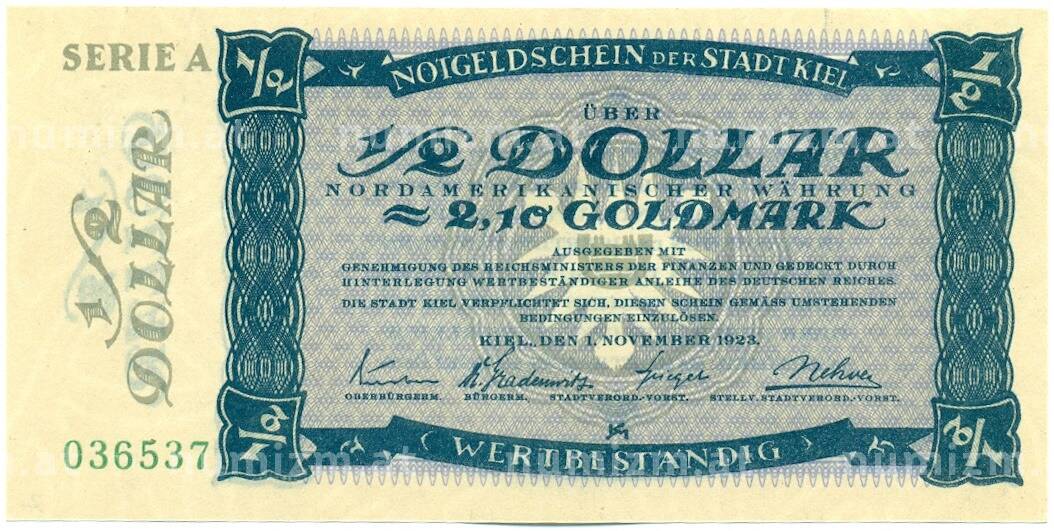 SERIE A
1/2
1/2
NOTGELDSCHEIN DER STADT KIEL
ÜBER
1/2 DOLLAR
NORDAMERIKANISCHER WÄHRUNG
= 2,10 GOLDMARK
AUSGEGEBEN MIT
GENEHMIGUNG DES REICHSMINISTERS DER FINANZEN UND GEDECKT DURCH
HINTERLEGUNG WERTBESTÄNDIGER ANLEIHE DES DEUTSCHEN REICHES.
DIE STADT KIEL VERPFLICHTET SICH, DIESEN SCHEIN GEMÄSS UMSTEHENDEN
BEDINGUNGEN EINZULÖSEN.
KIEL, DEN 1. NOVEMBER 1923.
OBERBÜRGERM. BÜRGERM. STADTVERORD.-VORST. STELLV. STADTVERORD.-VORST.
WERTBESTÄNDIG
1/2
1/2
1/2
DOLLAR
036537
numizm.at